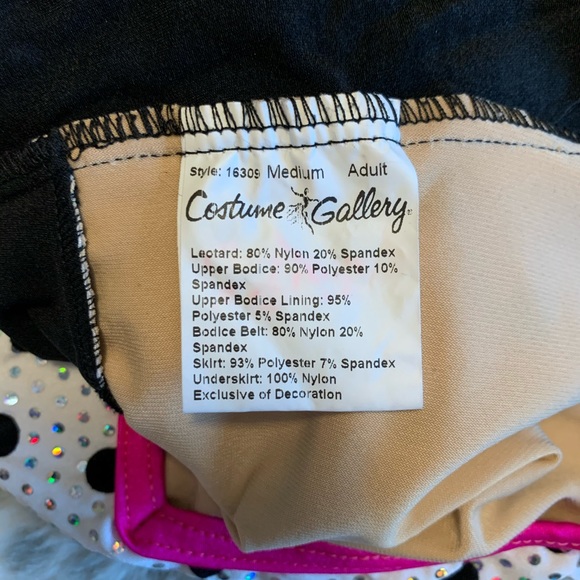 Style: 16309 Medium Adult
Costume Gallery
Leotard: 80% Nylon 20% Spandex
Upper Bodice: 90% Polyester 10%
Spandex
Upper Bodice Lining: 95%
Polyester 5% Spandex
Bodice Belt: 80% Nylon 20%
Spandex
Skirt: 93% Polyester 7% Spandex
Underskirt: 100% Nylon
Exclusive of Decoration